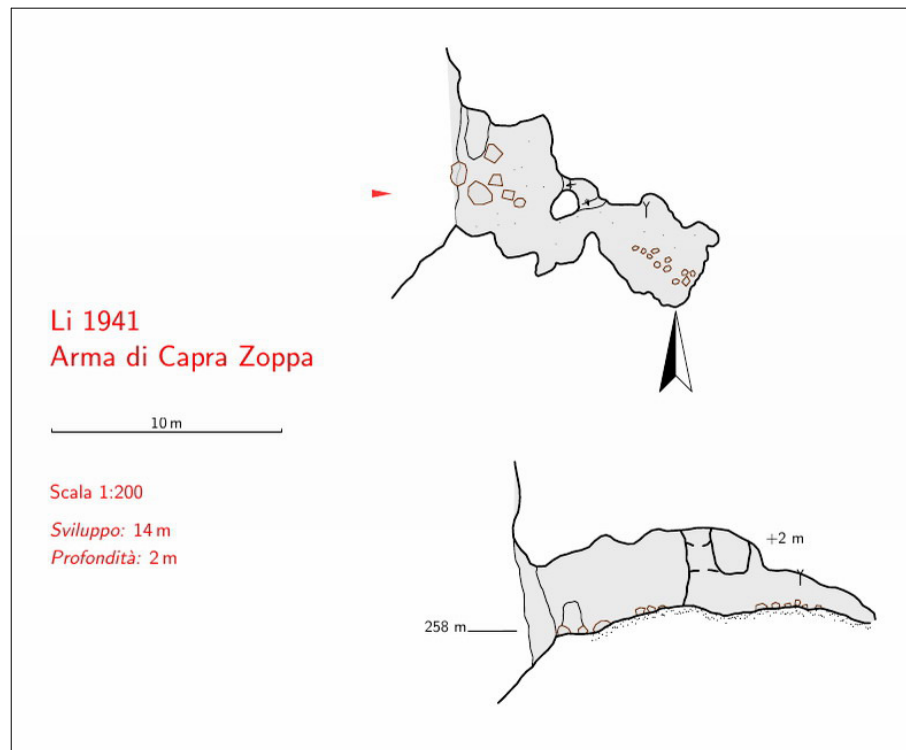 Li 1941
Arma di Capra Zoppa
10 m
Scala 1:200
Sviluppo: 14 m
Profondità: 2 m
+2 m
258 m